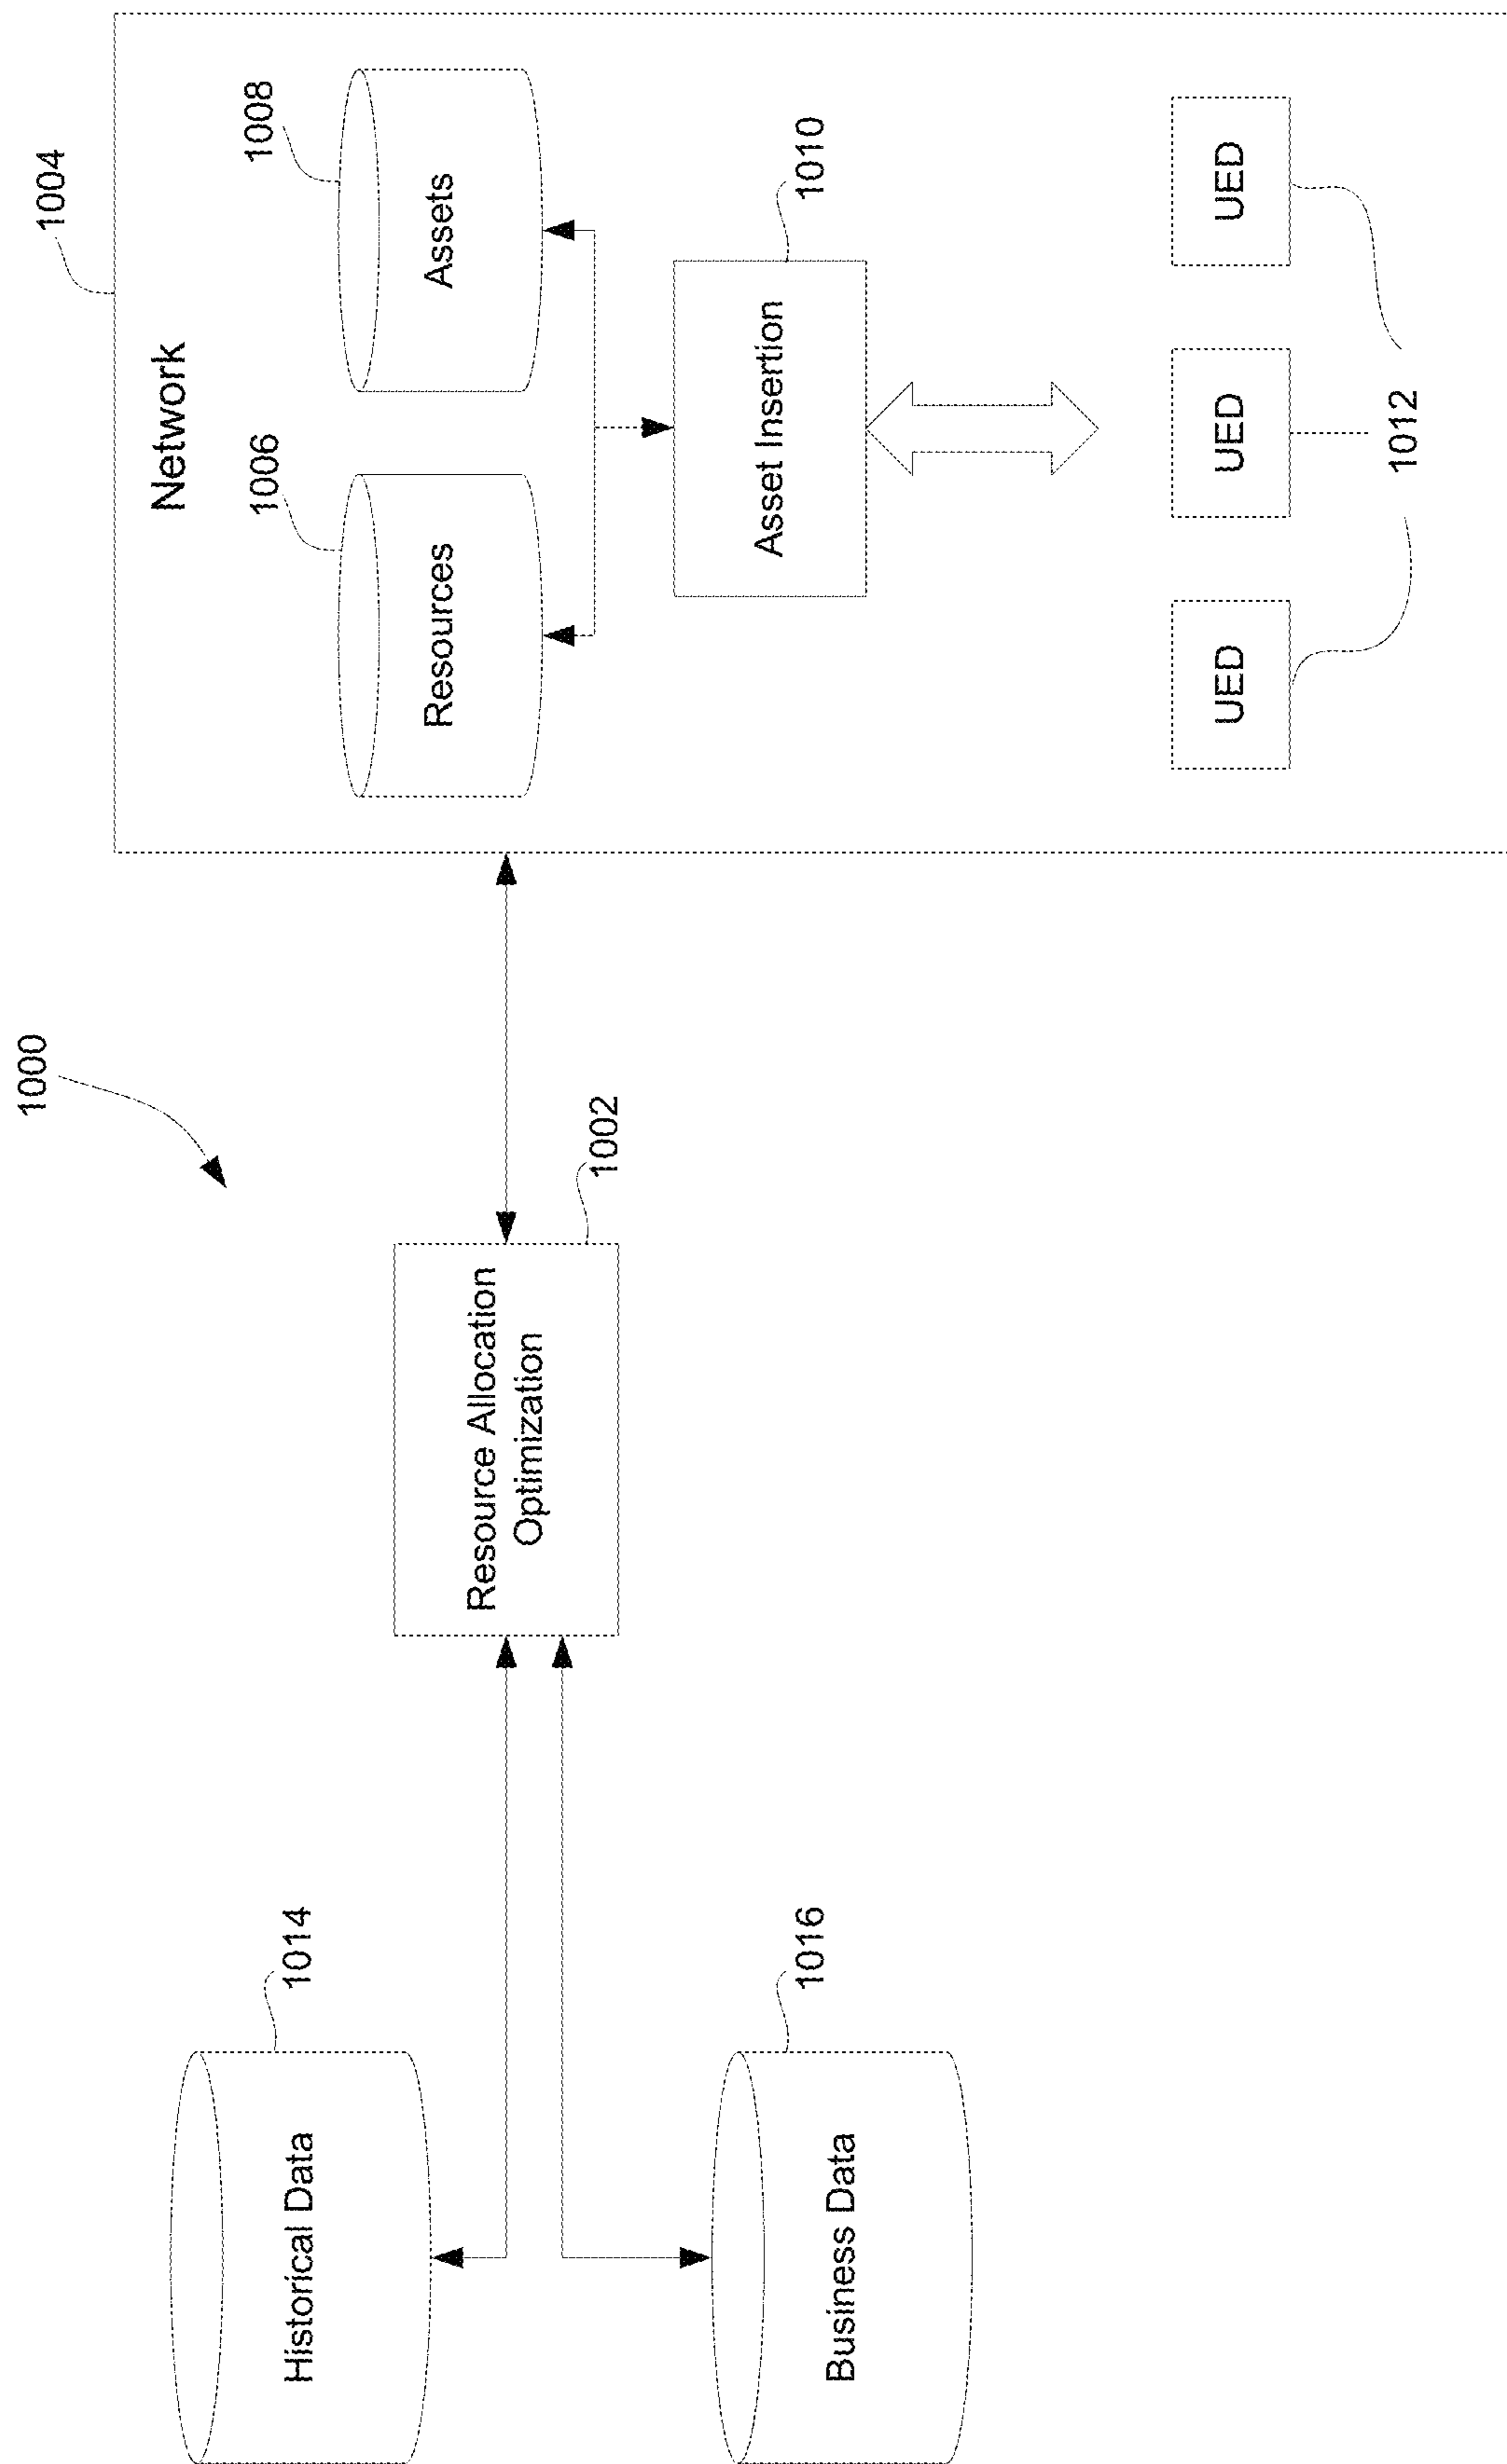 1000
1004
Network
1006
1008
Resources
Assets
1014
Historical Data
Resource Allocation
Optimization
1002
Asset Insertion
1010
1016
Business Data
UED
UED
UED
1012